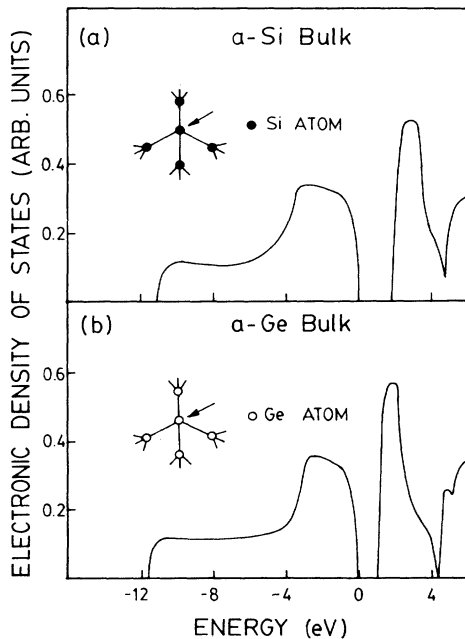 ELECTRONIC DENSITY OF STATES (ARB. UNITS)
(a) a-Si Bulk
Si ATOM
0.6
0.4
0.2
(b) a-Ge Bulk
Ge ATOM
0.6
0.4
0.2
-12 -8 -4 0 4
ENERGY (eV)